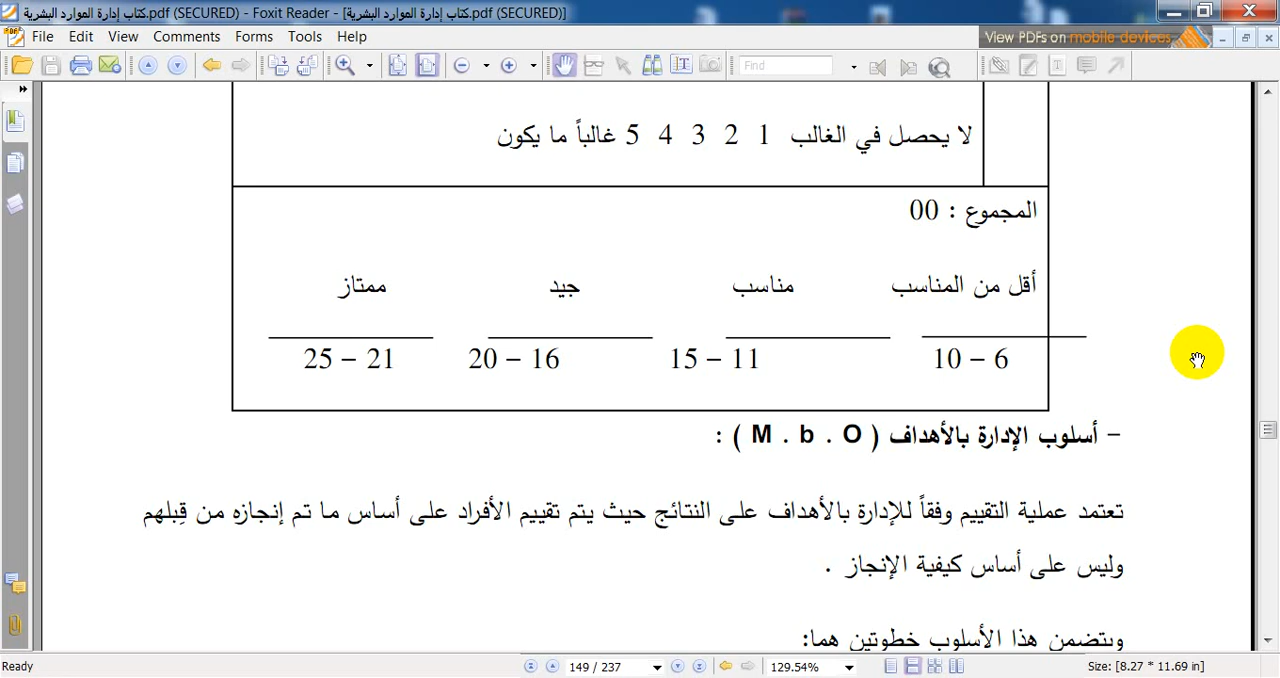 كتاب إدارة الموارد البشرية.pdf (SECURED) - Foxit Reader - [كتاب إدارة الموارد البشرية.pdf (SECURED)]
File Edit View Comments Forms Tools Help
View PDFs on mobile devices
Find
لا يحصل في الغالب 1 2 3 4 5 غالباً ما يكون
المجموع : 00
أقل من المناسب مناسب جيد ممتاز
6 – 10 11 – 15 16 – 20 21 – 25
– أسلوب الإدارة بالأهداف ( M . b . O ) :
تعتمد عملية التقييم وفقاً للإدارة بالأهداف على النتائج حيث يتم تقييم الأفراد على أساس ما تم إنجازه من قِبلهم
وليس على أساس كيفية الإنجاز .
ويتضمن هذا الأسلوب خطوتين هما:
Ready 149 / 237 129.54% Size: [8.27 * 11.69 in]